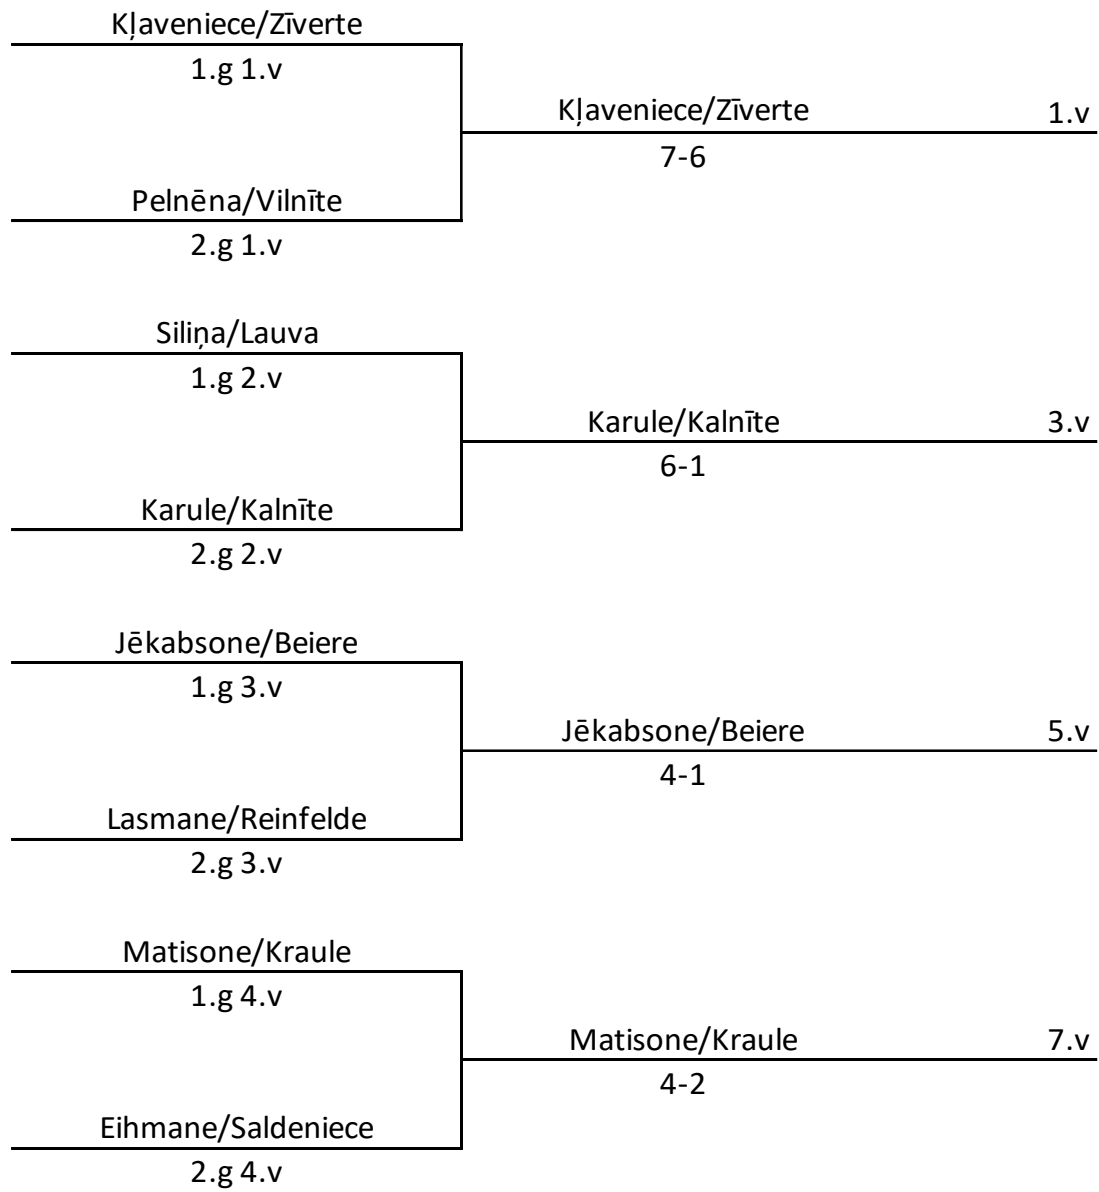 Kļaveniece/Zīverte
1.g 1.v
Kļaveniece/Zīverte 1.v
7-6
Pelnēna/Vilnīte
2.g 1.v
Siliņa/Lauva
1.g 2.v
Karule/Kalnīte 3.v
6-1
Karule/Kalnīte
2.g 2.v
Jēkabsone/Beiere
1.g 3.v
Jēkabsone/Beiere 5.v
4-1
Lasmane/Reinfelde
2.g 3.v
Matisone/Kraule
1.g 4.v
Matisone/Kraule 7.v
4-2
Eihmane/Saldeniece
2.g 4.v